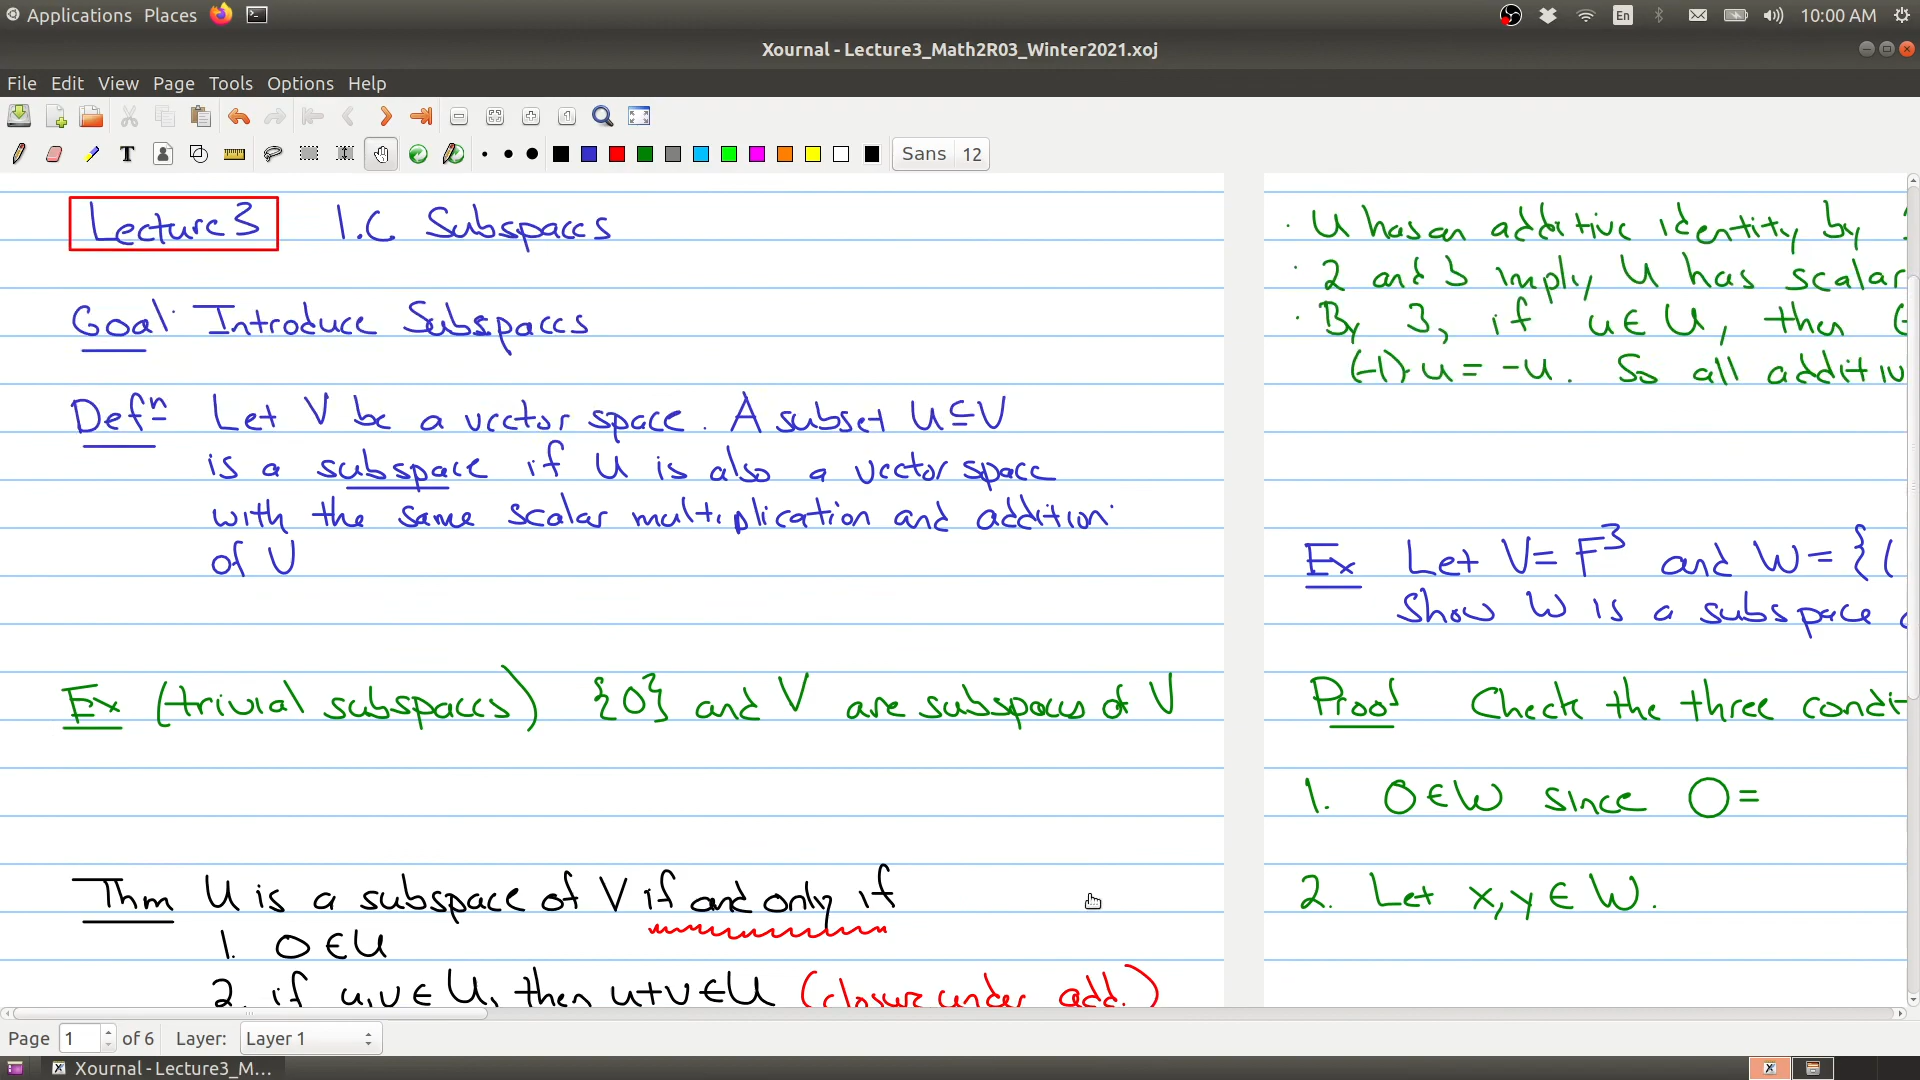 Applications Places En 10:00 AM
Xournal - Lecture3_Math2R03_Winter2021.xoj
File Edit View Page Tools Options Help
Sans 12
Lecture 3 1.C Subspaces
Goal: Introduce Subspaces
Defn Let V be a vector space. A subset U⊆V
is a subspace if U is also a vector space
with the same scalar multiplication and addition
of V
Ex (trivial subspaces) {0} and V are subspaces of V
Thm U is a subspace of V if and only if
1. 0∈U
2. if u,v ∈ U, then u+v∈U (closure under add.)
· U has an additive identity by
· 2 and 3 imply U has scalar
· By 3, if u∈U, then
(-1)·u = -u. So all additiv
Ex Let V= F³ and W = {(
Show W is a subspace
Proof Check the three condit
1. 0∈W since 0=
2. Let x,y ∈ W.
Page 1 of 6 Layer: Layer 1
Xournal - Lecture3_M...